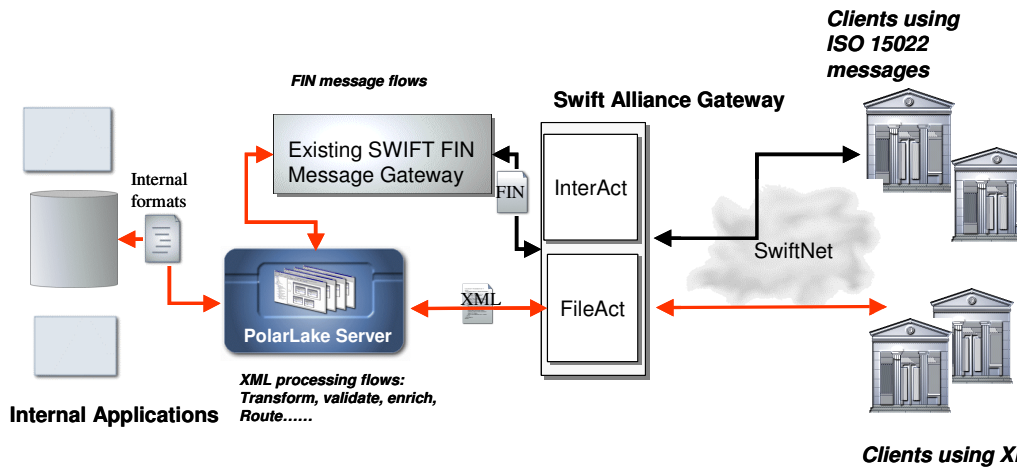 Clients using
ISO 15022
messages
FIN message flows
Swift Alliance Gateway
Existing SWIFT FIN
Message Gateway
Internal
formats
FIN
InterAct
SwiftNet
XML
FileAct
PolarLake Server
XML processing flows:
Transform, validate, enrich,
Route......
Internal Applications
Clients using